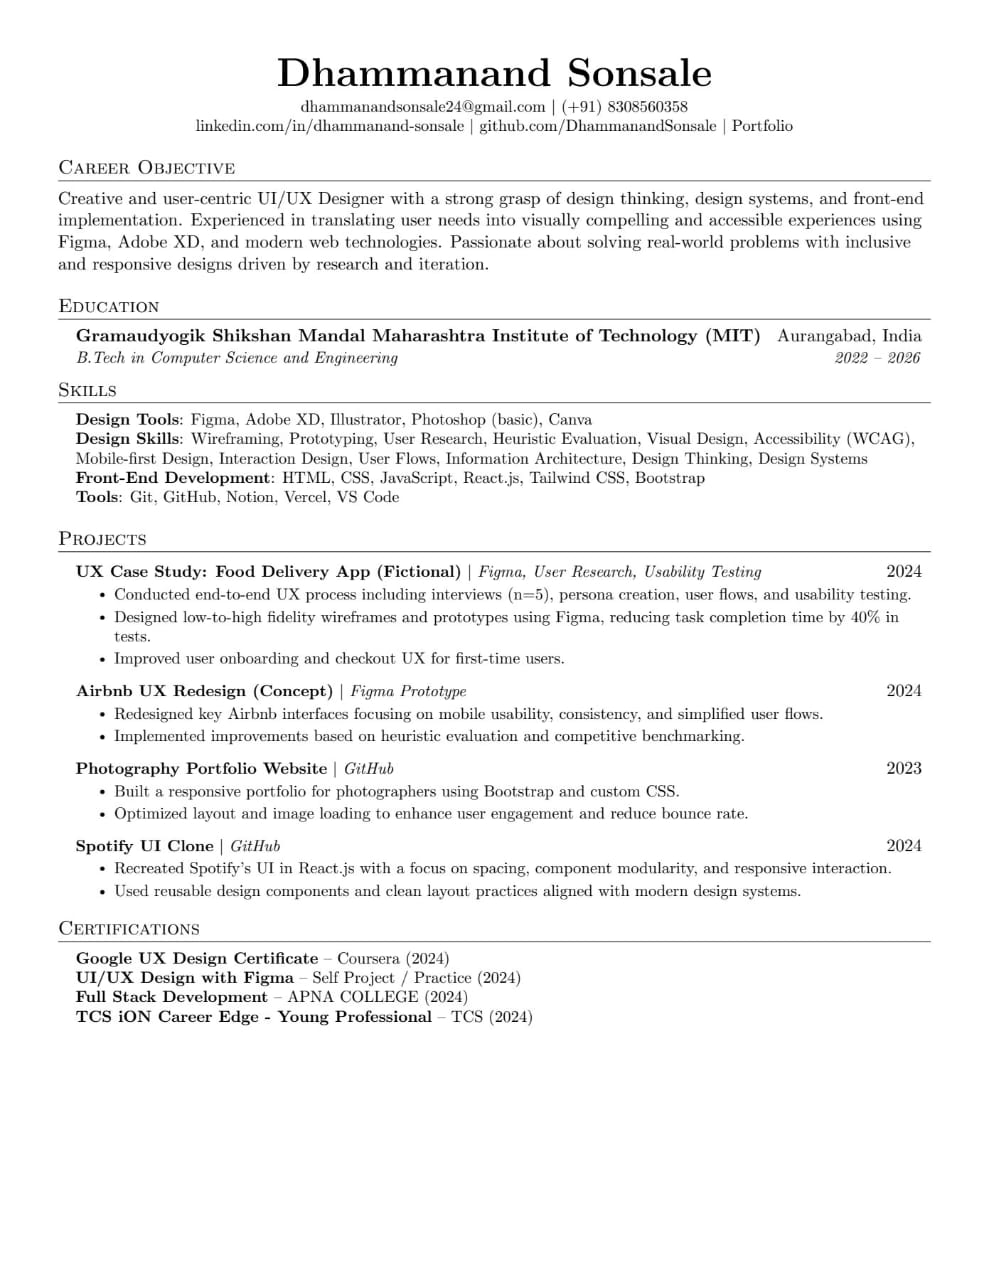 Dhammanand Sonsale
dhammanandsonsale24@gmail.com | (+91) 8308560358
linkedin.com/in/dhammanand-sonsale | github.com/DhammanandSonsale | Portfolio
Career Objective
Creative and user-centric UI/UX Designer with a strong grasp of design thinking, design systems, and front-end
implementation. Experienced in translating user needs into visually compelling and accessible experiences using
Figma, Adobe XD, and modern web technologies. Passionate about solving real-world problems with inclusive
and responsive designs driven by research and iteration.
Education
Gramaudyogik Shikshan Mandal Maharashtra Institute of Technology (MIT) Aurangabad, India
B.Tech in Computer Science and Engineering 2022 – 2026
Skills
Design Tools: Figma, Adobe XD, Illustrator, Photoshop (basic), Canva
Design Skills: Wireframing, Prototyping, User Research, Heuristic Evaluation, Visual Design, Accessibility (WCAG),
Mobile-first Design, Interaction Design, User Flows, Information Architecture, Design Thinking, Design Systems
Front-End Development: HTML, CSS, JavaScript, React.js, Tailwind CSS, Bootstrap
Tools: Git, GitHub, Notion, Vercel, VS Code
Projects
UX Case Study: Food Delivery App (Fictional) | Figma, User Research, Usability Testing 2024
• Conducted end-to-end UX process including interviews (n=5), persona creation, user flows, and usability testing.
• Designed low-to-high fidelity wireframes and prototypes using Figma, reducing task completion time by 40% in
tests.
• Improved user onboarding and checkout UX for first-time users.
Airbnb UX Redesign (Concept) | Figma Prototype 2024
• Redesigned key Airbnb interfaces focusing on mobile usability, consistency, and simplified user flows.
• Implemented improvements based on heuristic evaluation and competitive benchmarking.
Photography Portfolio Website | GitHub 2023
• Built a responsive portfolio for photographers using Bootstrap and custom CSS.
• Optimized layout and image loading to enhance user engagement and reduce bounce rate.
Spotify UI Clone | GitHub 2024
• Recreated Spotify's UI in React.js with a focus on spacing, component modularity, and responsive interaction.
• Used reusable design components and clean layout practices aligned with modern design systems.
Certifications
Google UX Design Certificate – Coursera (2024)
UI/UX Design with Figma – Self Project / Practice (2024)
Full Stack Development – APNA COLLEGE (2024)
TCS iON Career Edge - Young Professional – TCS (2024)